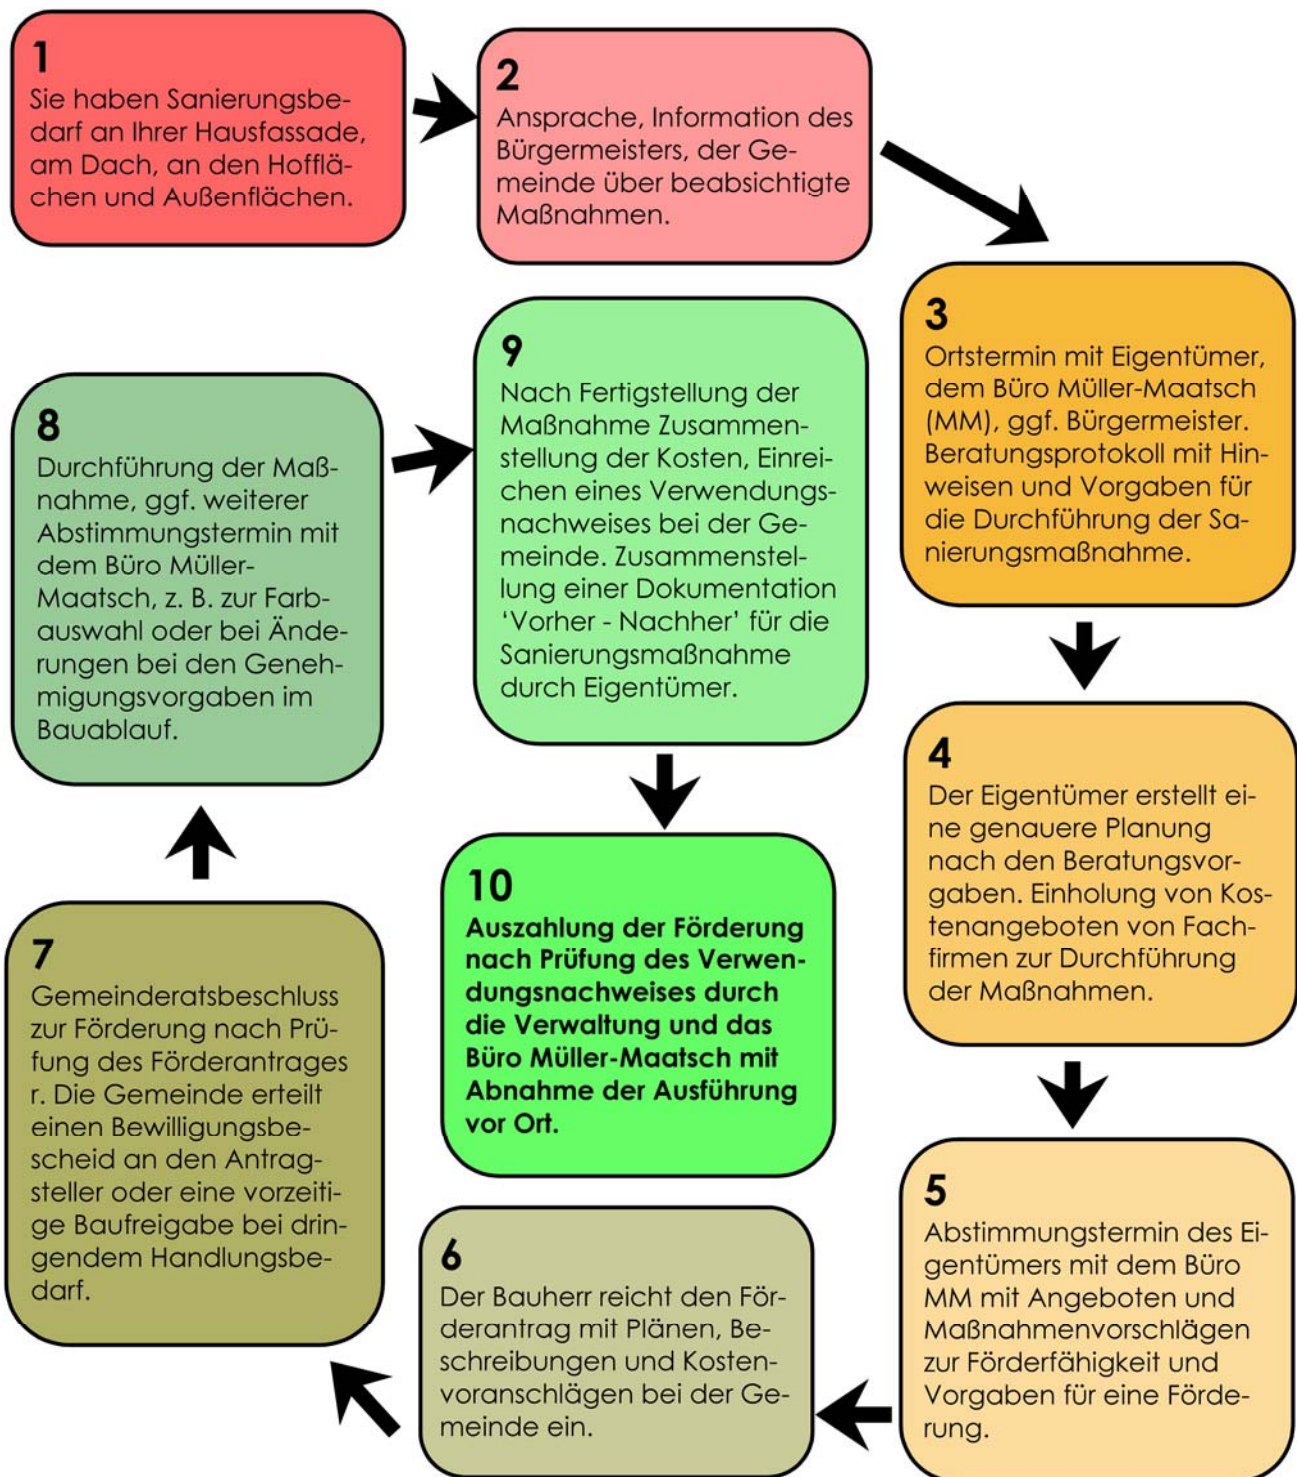 1
Sie haben Sanierungsbe-
darf an Ihrer Hausfassade,
am Dach, an den Hofflä-
chen und Außenflächen.
2
Ansprache, Information des
Bürgermeisters, der Ge-
meinde über beabsichtigte
Maßnahmen.
3
Ortstermin mit Eigentümer,
dem Büro Müller-Maatsch
(MM), ggf. Bürgermeister.
Beratungsprotokoll mit Hin-
weisen und Vorgaben für
die Durchführung der Sa-
nierungsmaßnahme.
4
Der Eigentümer erstellt ei-
ne genauere Planung
nach den Beratungsvor-
gaben. Einholung von Kos-
tenangeboten von Fach-
firmen zur Durchführung
der Maßnahmen.
5
Abstimmungstermin des Ei-
gentümers mit dem Büro
MM mit Angeboten und
Maßnahmenvorschlägen
zur Förderfähigkeit und
Vorgaben für eine Förde-
rung.
6
Der Bauherr reicht den För-
derantrag mit Plänen, Be-
schreibungen und Kosten-
voranschlägen bei der Ge-
meinde ein.
7
Gemeinderatsbeschluss
zur Förderung nach Prü-
fung des Förderantrages
r. Die Gemeinde erteilt
einen Bewilligungsbe-
scheid an den Antrag-
steller oder eine vorzeiti-
ge Baufreigabe bei drin-
gendem Handlungsbe-
darf.
8
Durchführung der Maß-
nahme, ggf. weiterer
Abstimmungstermin mit
dem Büro Müller-
Maatsch, z. B. zur Farb-
auswahl oder bei Ände-
rungen bei den Geneh-
migungsvorgaben im
Bauablauf.
9
Nach Fertigstellung der
Maßnahme Zusammen-
stellung der Kosten, Einrei-
chen eines Verwendungs-
nachweises bei der Ge-
meinde. Zusammenstel-
lung einer Dokumentation
‘Vorher - Nachher’ für die
Sanierungsmaßnahme
durch Eigentümer.
10
Auszahlung der Förderung
nach Prüfung des Verwen-
dungsnachweises durch
die Verwaltung und das
Büro Müller-Maatsch mit
Abnahme der Ausführung
vor Ort.